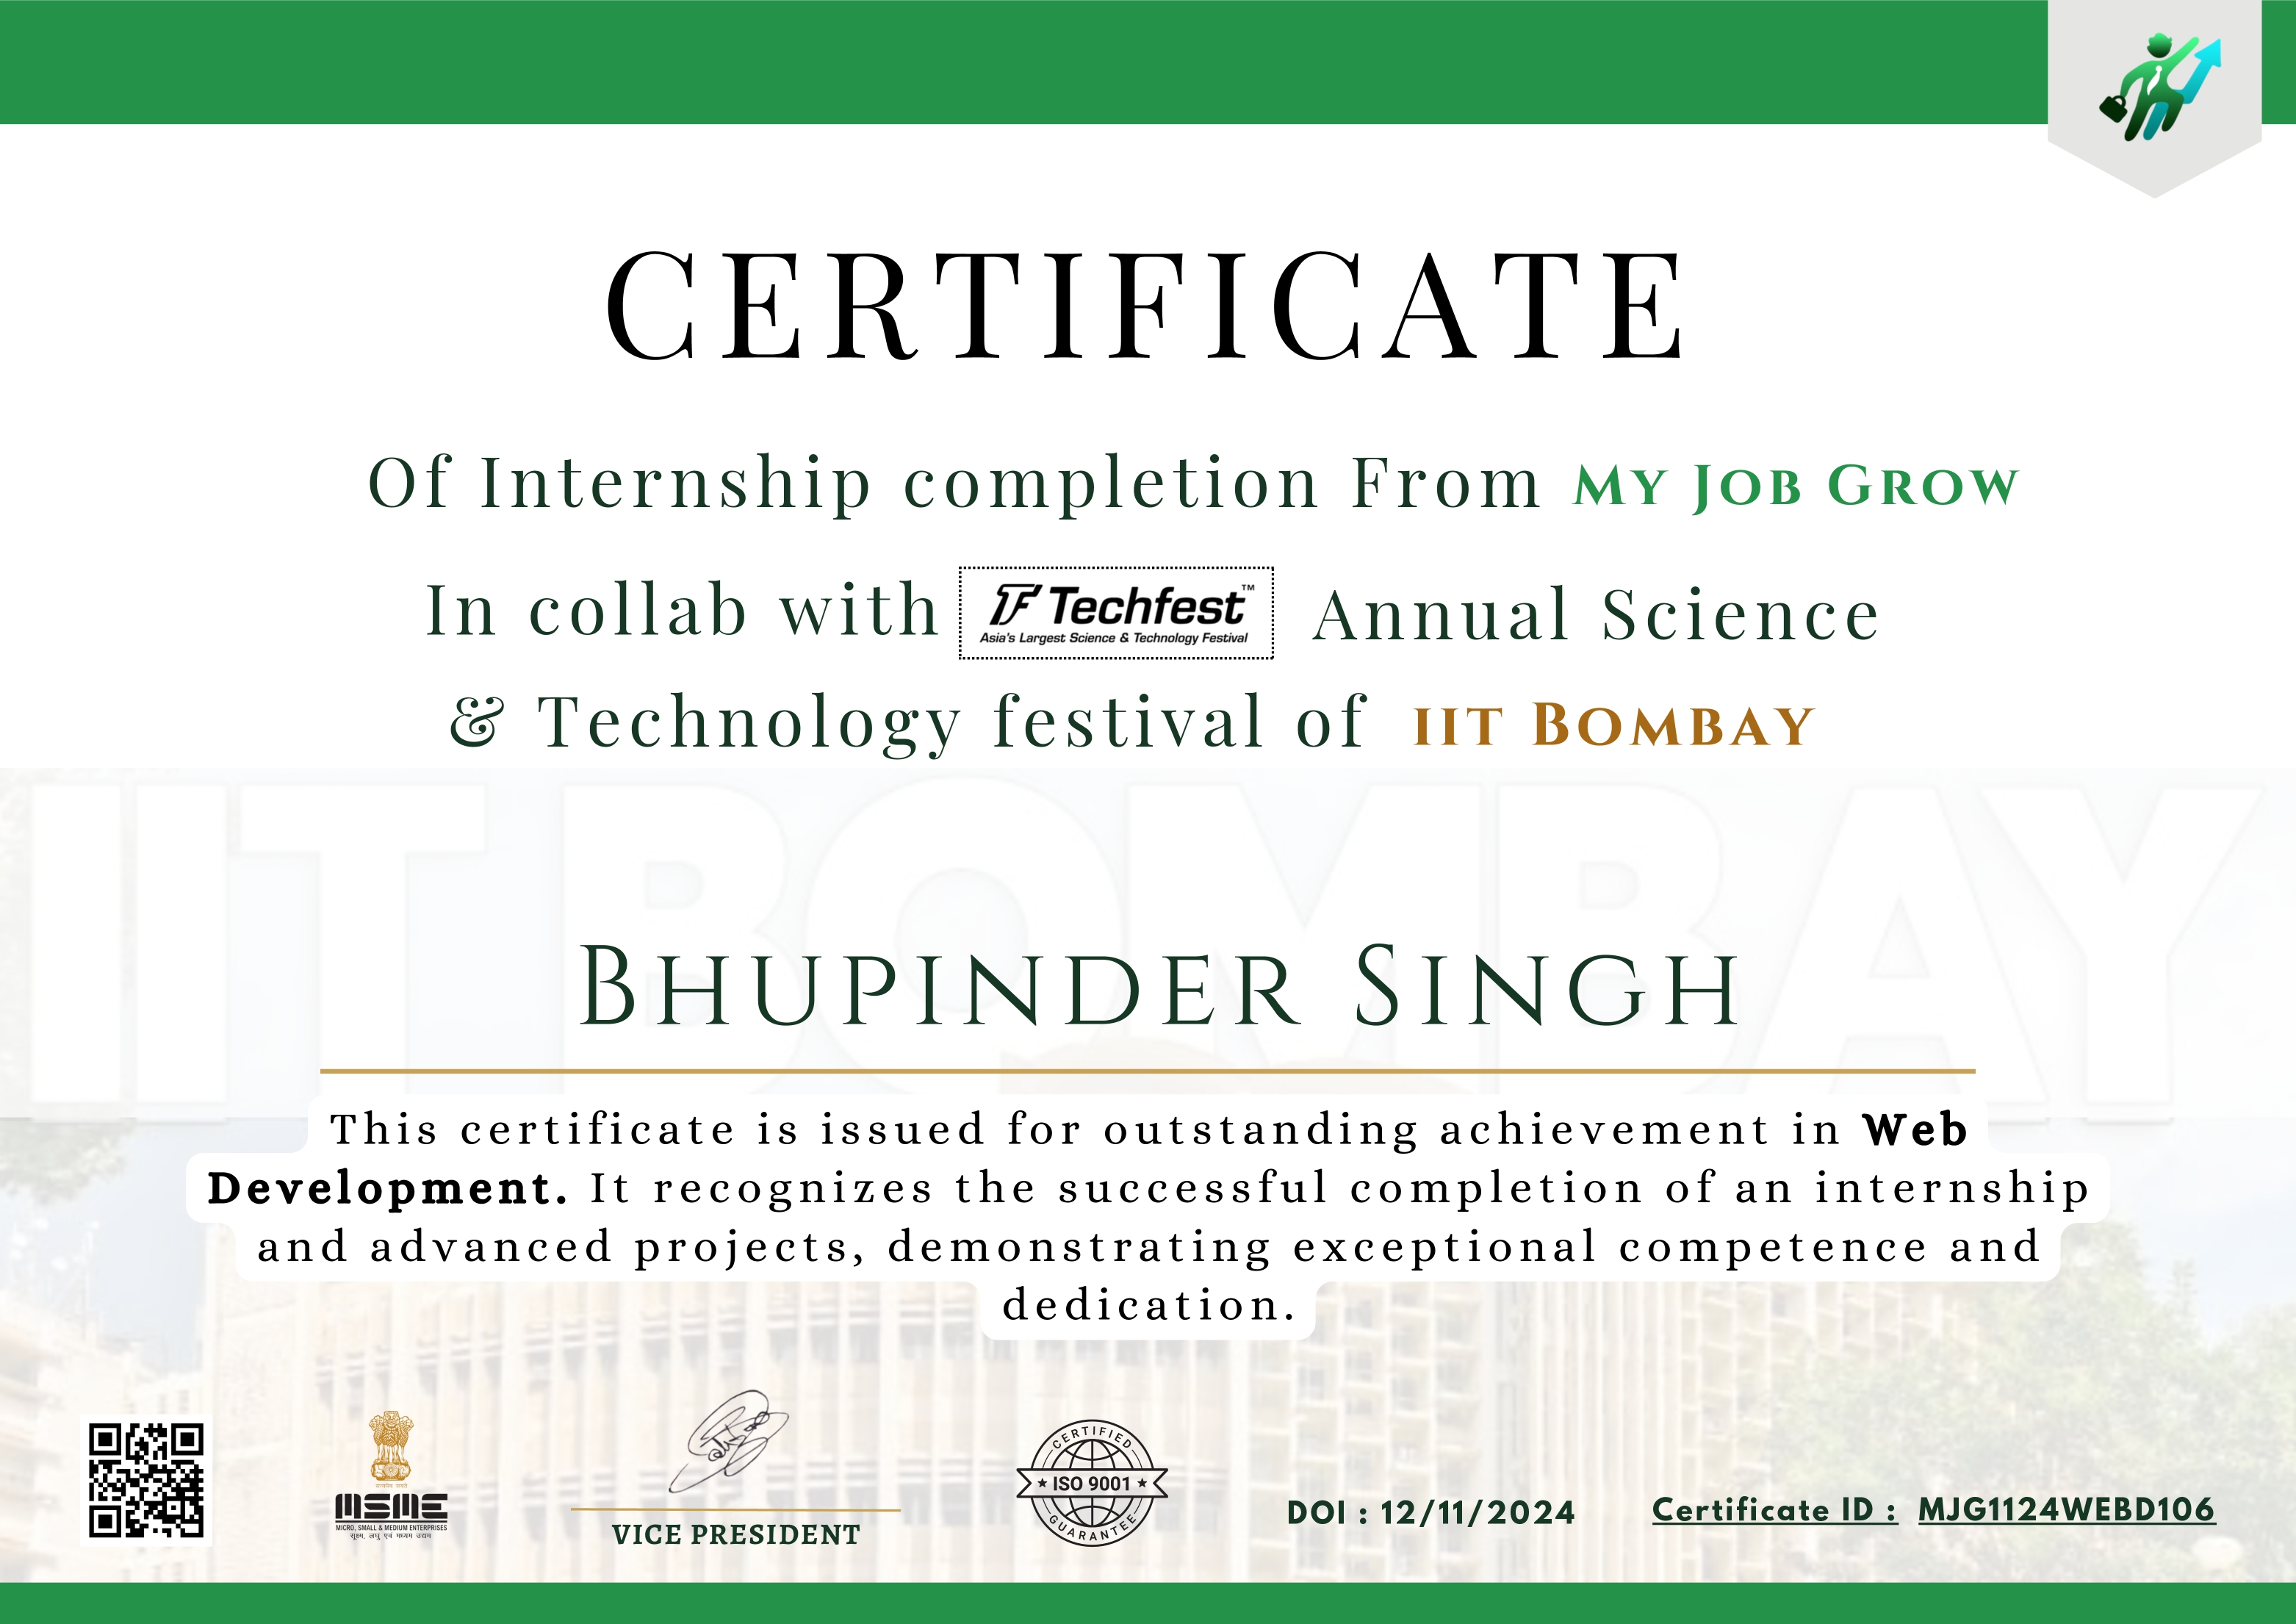 CERTIFICATE
Of Internship completion From My Job Grow
In collab with TF Techfest™ Annual Science
Asia's Largest Science & Technology Festival
& Technology festival of IIT Bombay
IIT BOMBAY
Bhupinder Singh
This certificate is issued for outstanding achievement in Web
Development. It recognizes the successful completion of an internship
and advanced projects, demonstrating exceptional competence and
dedication.
MSME
MICRO, SMALL & MEDIUM ENTERPRISES
सूक्ष्म, लघु एवं मध्यम उद्यम
VICE PRESIDENT
CERTIFIED
★ ISO 9001 ★
GUARANTEE
DOI : 12/11/2024
Certificate ID : MJG1124WEBD106